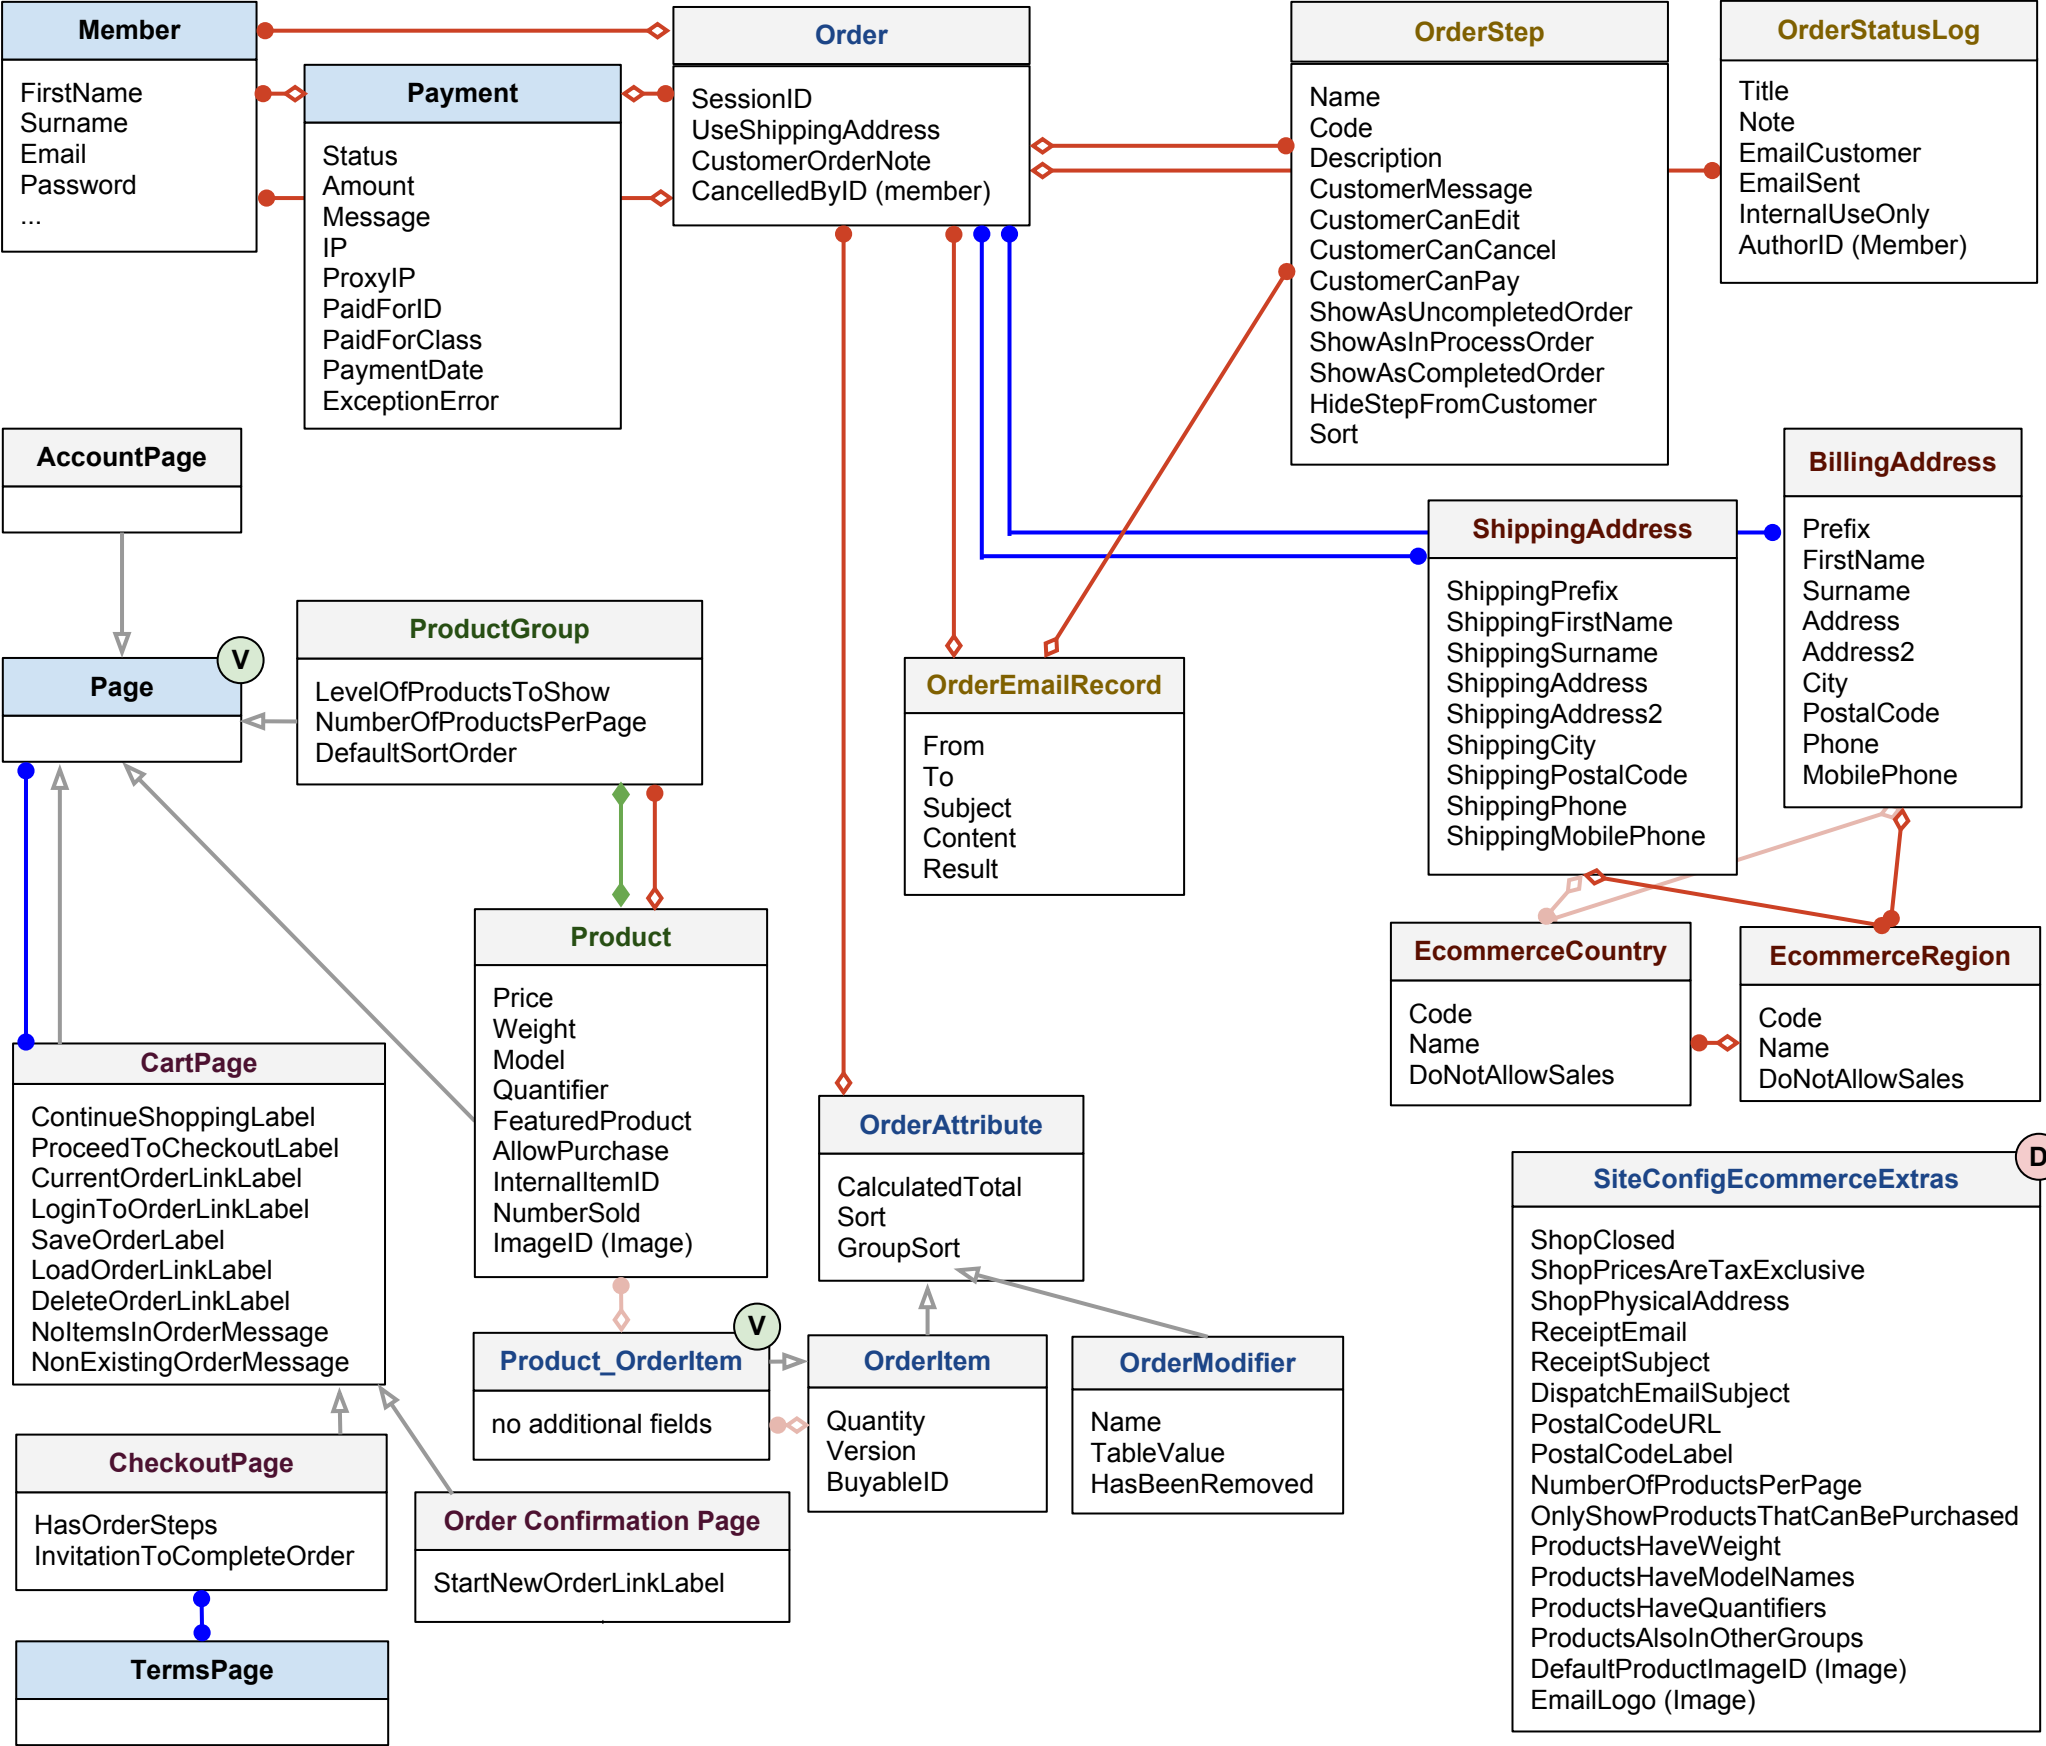 Member
FirstName
Surname
Email
Password
...
Payment
Status
Amount
Message
IP
ProxyIP
PaidForID
PaidForClass
PaymentDate
ExceptionError
Order
SessionID
UseShippingAddress
CustomerOrderNote
CancelledByID (member)
OrderStep
Name
Code
Description
CustomerMessage
CustomerCanEdit
CustomerCanCancel
CustomerCanPay
ShowAsUncompletedOrder
ShowAsInProcessOrder
ShowAsCompletedOrder
HideStepFromCustomer
Sort
OrderStatusLog
Title
Note
EmailCustomer
EmailSent
InternalUseOnly
AuthorID (Member)
AccountPage
Page
V
ProductGroup
LevelOfProductsToShow
NumberOfProductsPerPage
DefaultSortOrder
OrderEmailRecord
From
To
Subject
Content
Result
ShippingAddress
ShippingPrefix
ShippingFirstName
ShippingSurname
ShippingAddress
ShippingAddress2
ShippingCity
ShippingPostalCode
ShippingPhone
ShippingMobilePhone
BillingAddress
Prefix
FirstName
Surname
Address
Address2
City
PostalCode
Phone
MobilePhone
EcommerceCountry
Code
Name
DoNotAllowSales
EcommerceRegion
Code
Name
DoNotAllowSales
Product
Price
Weight
Model
Quantifier
FeaturedProduct
AllowPurchase
InternalItemID
NumberSold
ImageID (Image)
CartPage
ContinueShoppingLabel
ProceedToCheckoutLabel
CurrentOrderLinkLabel
LoginToOrderLinkLabel
SaveOrderLabel
LoadOrderLinkLabel
DeleteOrderLinkLabel
NoItemsInOrderMessage
NonExistingOrderMessage
OrderAttribute
CalculatedTotal
Sort
GroupSort
Product_OrderItem
V
no additional fields
OrderItem
Quantity
Version
BuyableID
OrderModifier
Name
TableValue
HasBeenRemoved
CheckoutPage
HasOrderSteps
InvitationToCompleteOrder
Order Confirmation Page
StartNewOrderLinkLabel
TermsPage
SiteConfigEcommerceExtras
D
ShopClosed
ShopPricesAreTaxExclusive
ShopPhysicalAddress
ReceiptEmail
ReceiptSubject
DispatchEmailSubject
PostalCodeURL
PostalCodeLabel
NumberOfProductsPerPage
OnlyShowProductsThatCanBePurchased
ProductsHaveWeight
ProductsHaveModelNames
ProductsHaveQuantifiers
ProductsAlsoInOtherGroups
DefaultProductImageID (Image)
EmailLogo (Image)